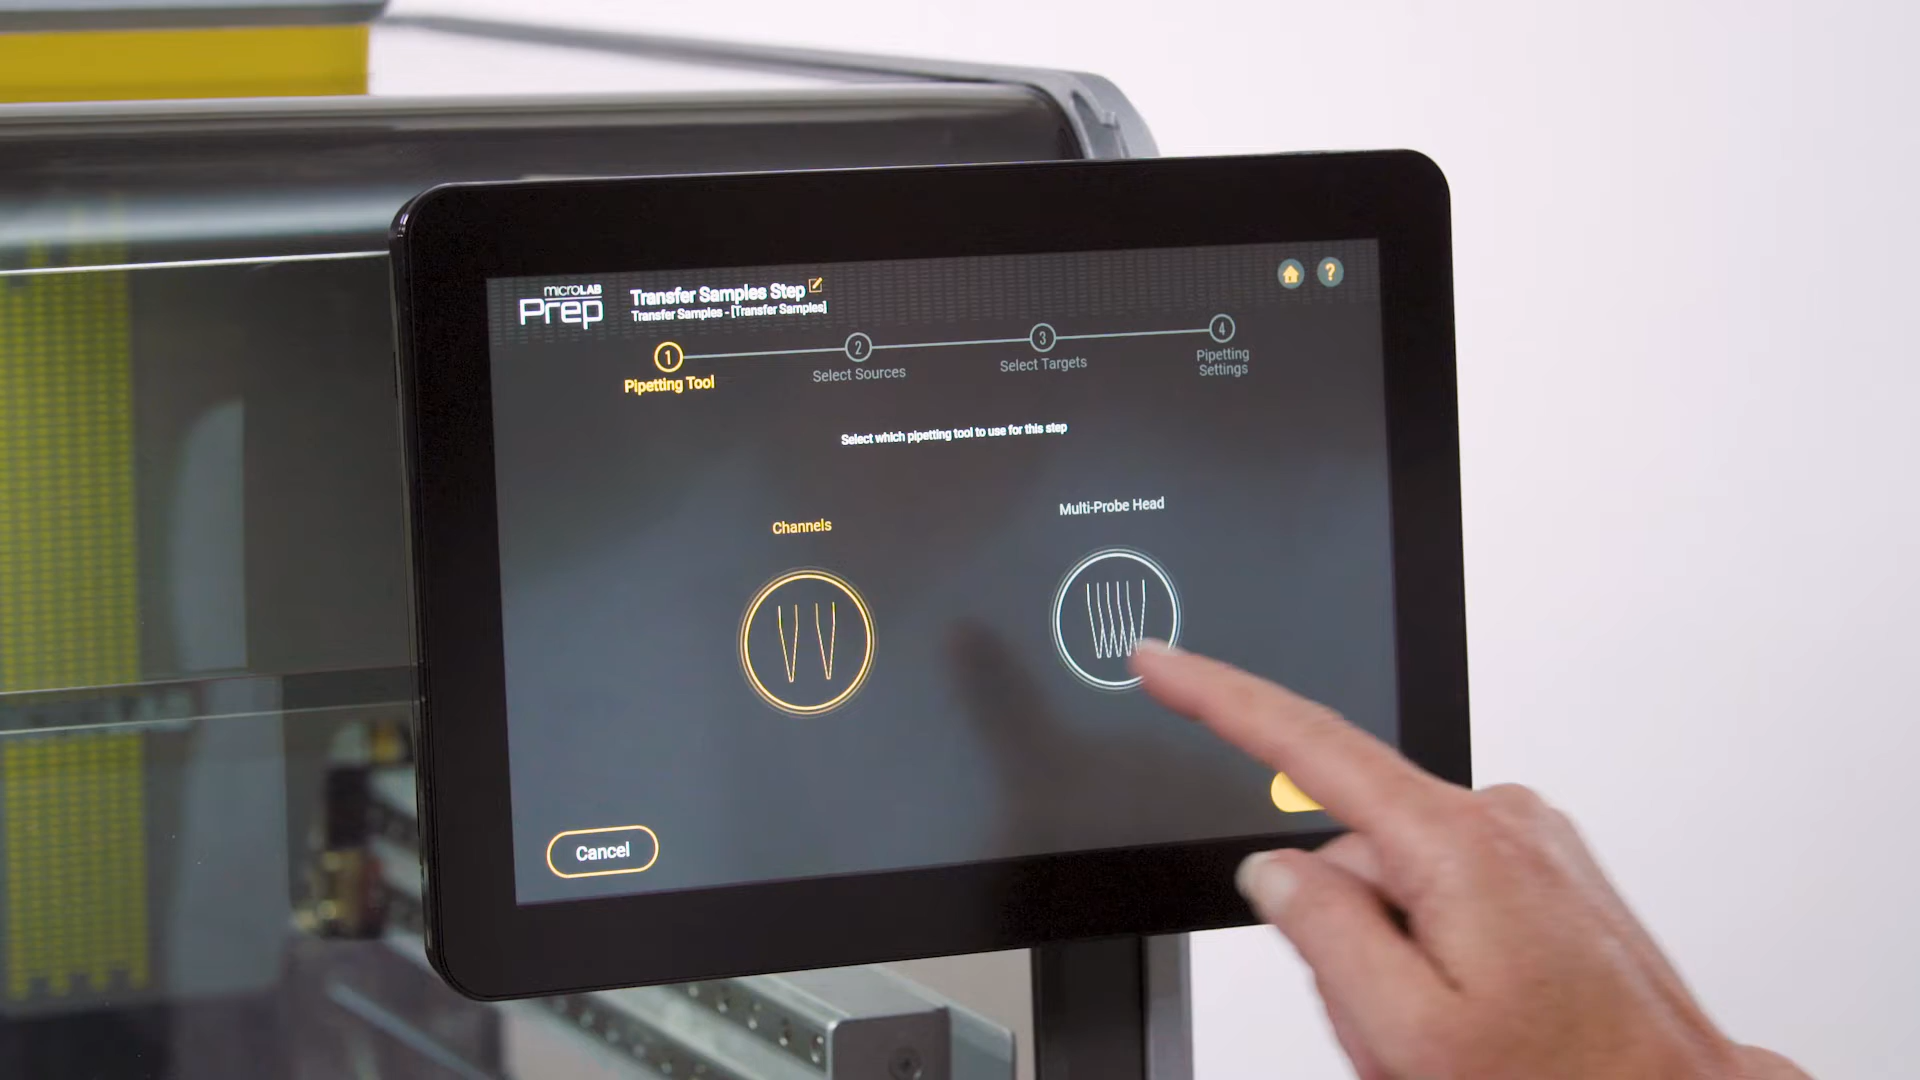 microLAB
Prep
Transfer Samples Step
Transfer Samples - [Transfer Samples]
?
1
2
3
4
Pipetting Tool
Select Sources
Select Targets
Pipetting
Settings
Select which pipetting tool to use for this step
Channels
Multi-Probe Head
Cancel